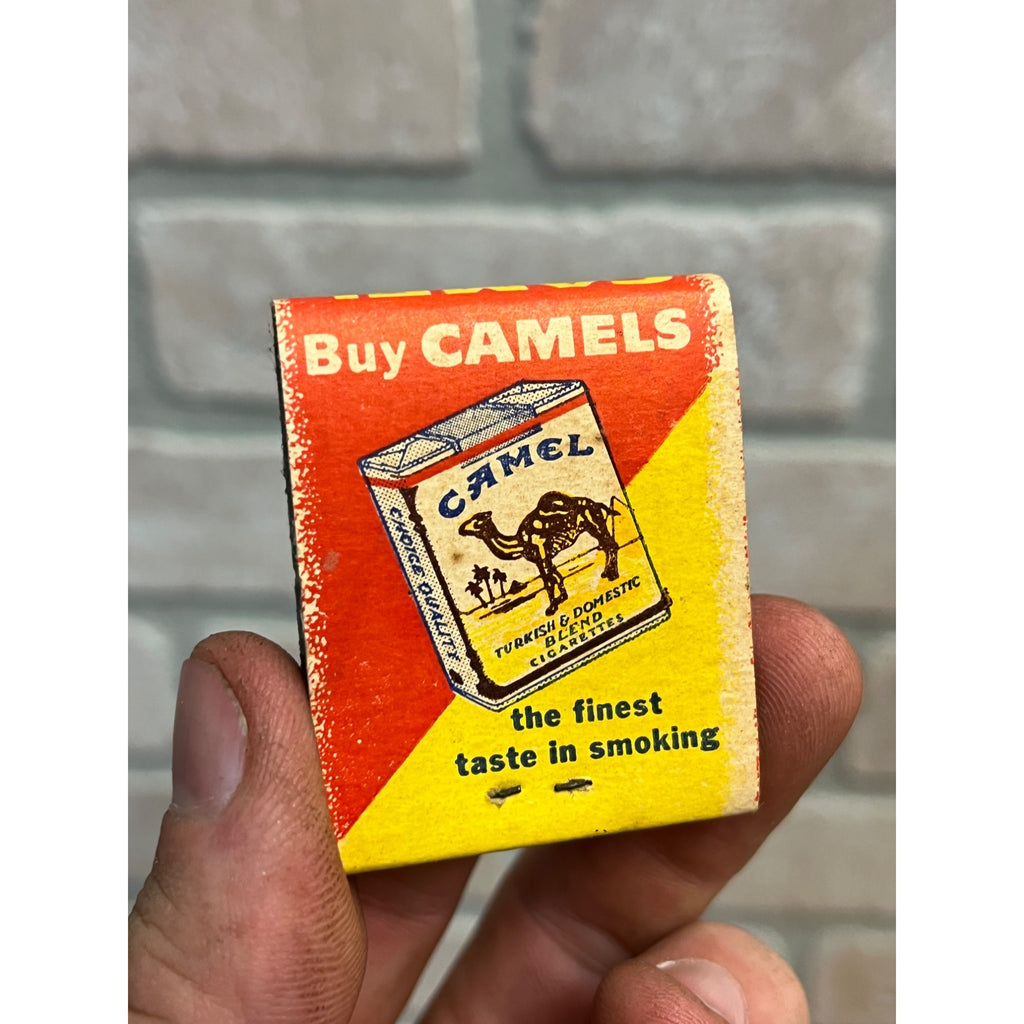 Buy CAMELS
CAMEL
CHOICE QUALITY
TURKISH & DOMESTIC
BLEND
CIGARETTES
the finest
taste in smoking